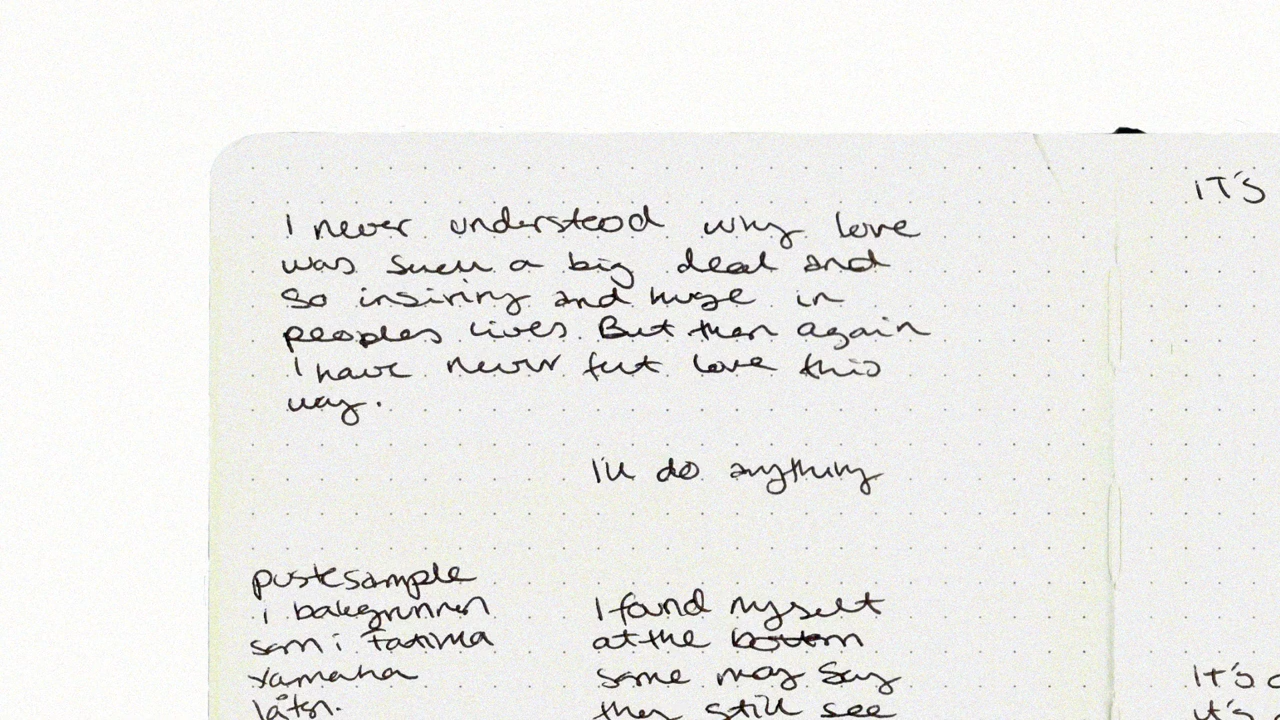 I never understood why love
was such a big deal and
so insiring and huge in
peoples lives. But then again
I have never felt love this
way.
I'll do anything
pustesample
i bakgrunnen
som i Fatima
Yamaha
låten.
I found myself
at the bottom
some may say
they still see
IT'S
It's
it's